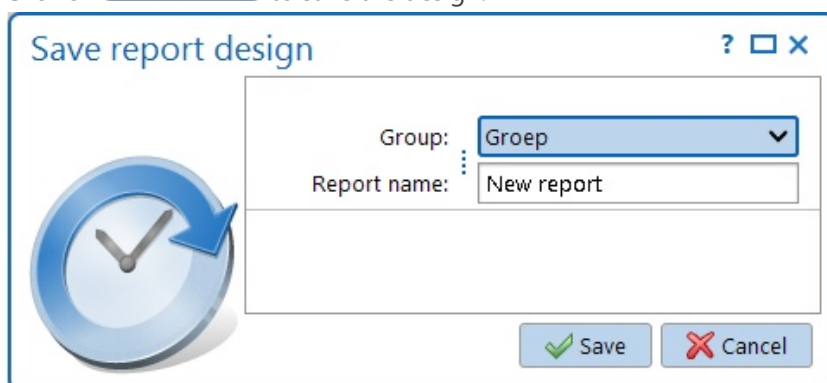 Save report design ?
Group: Groep
Report name: New report
Save Cancel